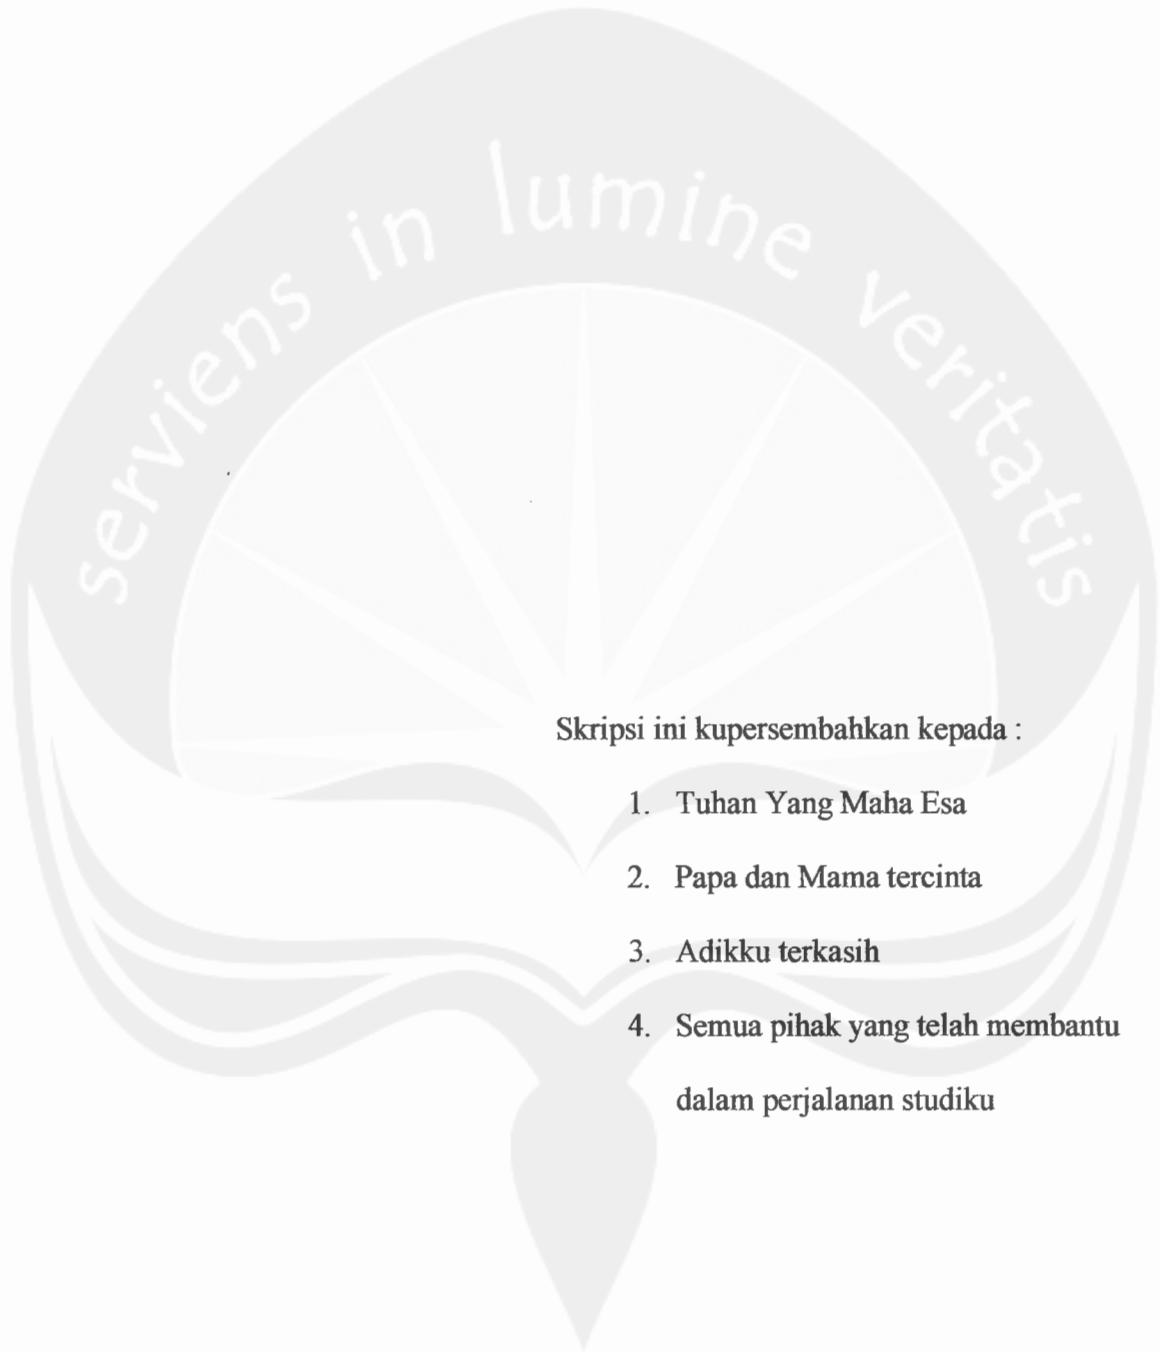 serviens in lumine veritatis
Skripsi ini kupersembahkan kepada :
1. Tuhan Yang Maha Esa
2. Papa dan Mama tercinta
3. Adikku terkasih
4. Semua pihak yang telah membantu
dalam perjalanan studiku